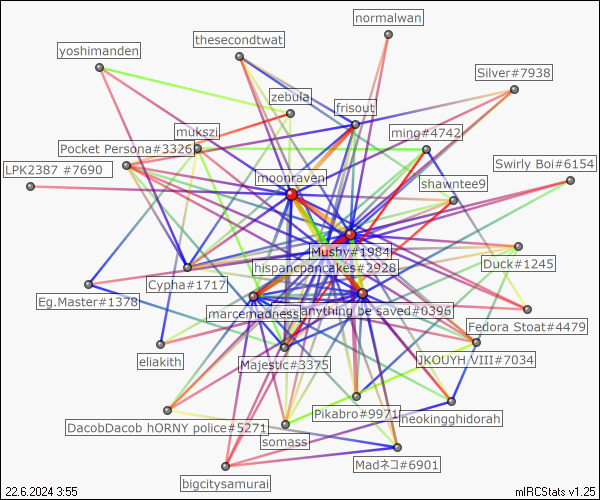 normalwan
thesecondtwat
yoshimanden
Silver#7938
zebula
frisout
mukszi
ming#4742
Pocket Persona#3326
LPK2387 #7690
Swirly Boi#6154
moonraven
shawntee9
Mushy#1984
Duck#1245
hispancpancakes#2928
Cypha#1717
Eg.Master#1378
marcemadness
anything be saved#0396
Fedora Stoat#4479
eliakith
Majestic#3375
JKOUYH/VIII#7034
Pikabro#9971
neokingghidorah
DacobDacob hORNY police#5271
somass
Madネコ#6901
bigcitysamurai
22.6.2024 3:55
mIRCStats v1.25